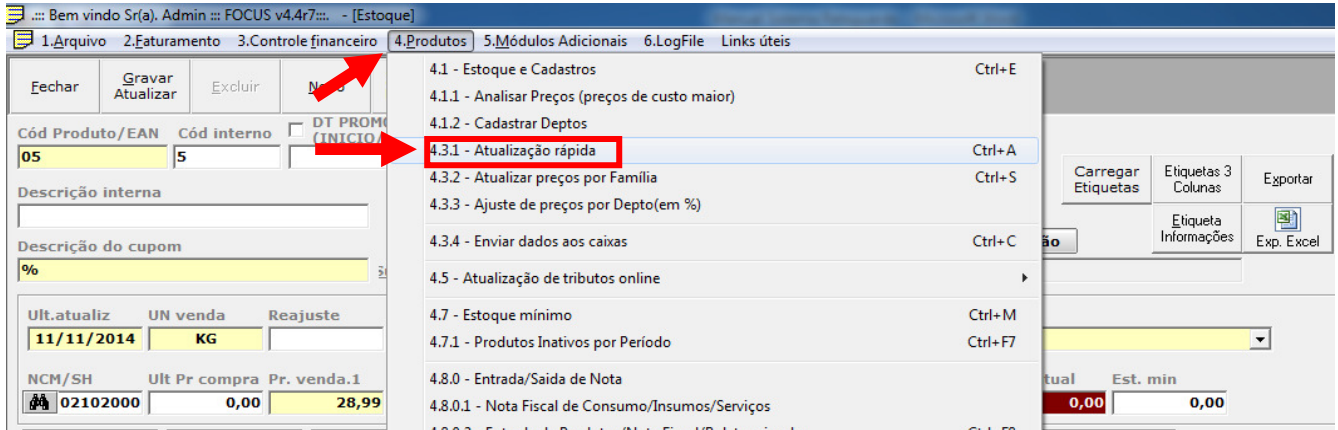 .::: Bem vindo Sr(a). Admin ::: FOCUS v4.4r7:::. - [Estoque]
1.Arquivo 2.Faturamento 3.Controle financeiro 4.Produtos 5.Módulos Adicionais 6.LogFile Links úteis
Fechar
Gravar
Atualizar
Excluir
Cód Produto/EAN Cód interno DT PROMO
(INICIO/
05 5
Descrição interna
Descrição do cupom
%
Ult.atualiz UN venda Reajuste
11/11/2014 KG
NCM/SH Ult Pr compra Pr. venda.1
02102000 0,00 28,99
4.1 - Estoque e Cadastros Ctrl+E
4.1.1 - Analisar Preços (preços de custo maior)
4.1.2 - Cadastrar Deptos
4.3.1 - Atualização rápida Ctrl+A
4.3.2 - Atualizar preços por Família Ctrl+S
4.3.3 - Ajuste de preços por Depto(em %)
4.3.4 - Enviar dados aos caixas Ctrl+C
4.5 - Atualização de tributos online
4.7 - Estoque mínimo Ctrl+M
4.7.1 - Produtos Inativos por Período Ctrl+F7
4.8.0 - Entrada/Saida de Nota
4.8.0.1 - Nota Fiscal de Consumo/Insumos/Serviços
Carregar
Etiquetas
Etiquetas 3
Colunas
Exportar
Etiqueta
Informações
Exp. Excel
ão
tual Est. min
0,00 0,00